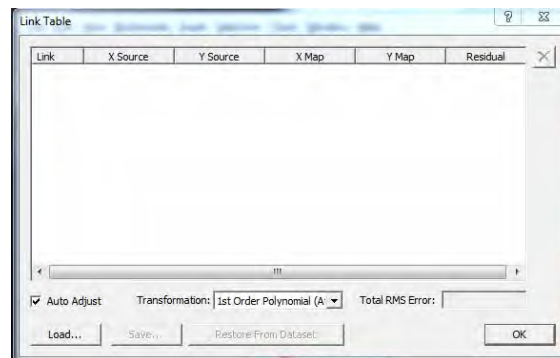 Link Table
Link X Source Y Source X Map Y Map Residual
Auto Adjust Transformation: 1st Order Polynomial (A Total RMS Error:
Load... Save... Restore From Dataset OK